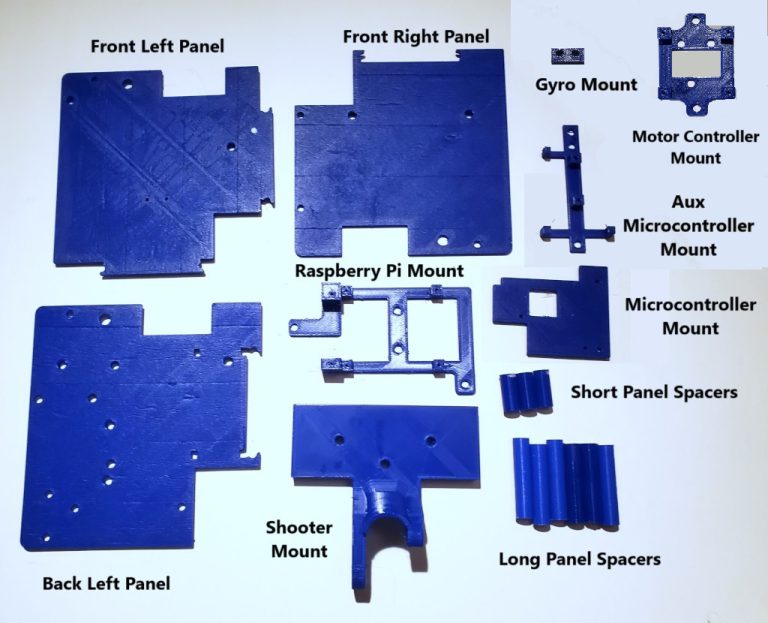 Front Left Panel
Front Right Panel
Gyro Mount
Motor Controller
Mount
Aux
Microcontroller
Mount
Raspberry Pi Mount
Microcontroller
Mount
Short Panel Spacers
Shooter
Mount
Long Panel Spacers
Back Left Panel